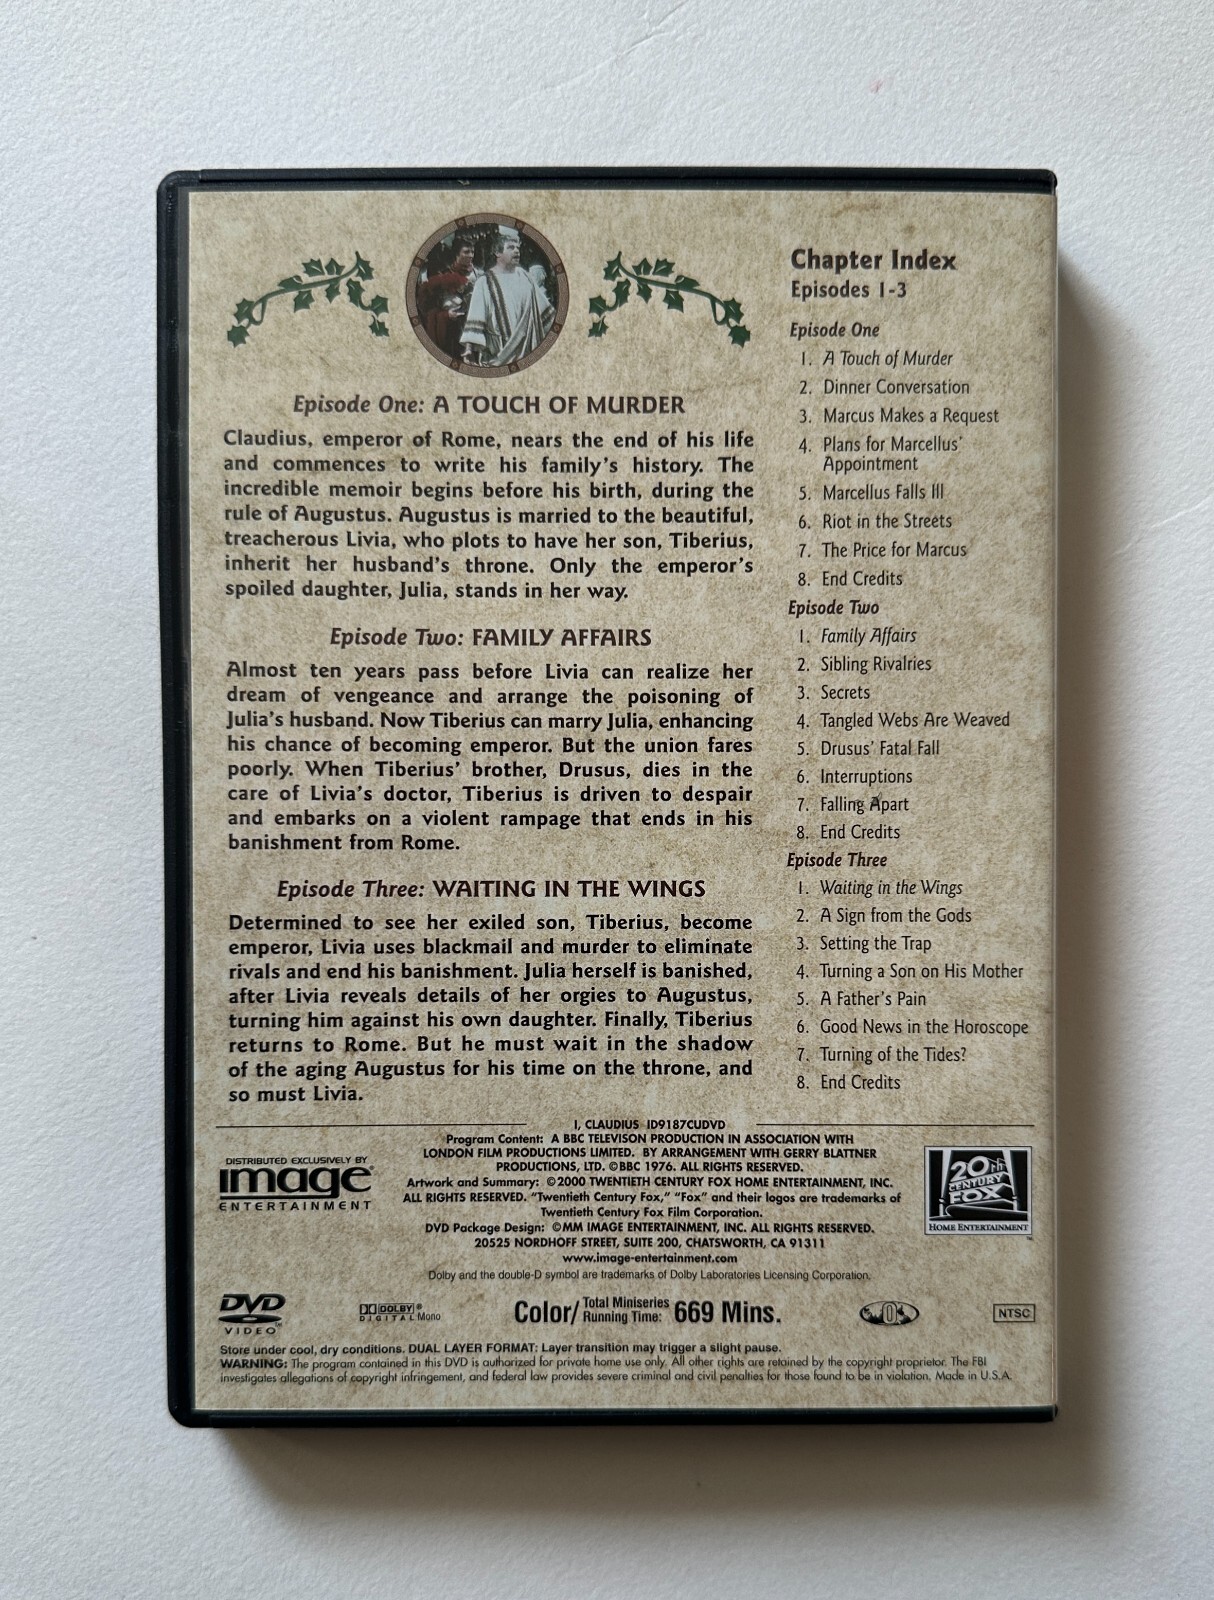 Episode One: A TOUCH OF MURDER
Claudius, emperor of Rome, nears the end of his life
and commences to write his family's history. The
incredible memoir begins before his birth, during the
rule of Augustus. Augustus is married to the beautiful,
treacherous Livia, who plots to have her son, Tiberius,
inherit her husband's throne. Only the emperor's
spoiled daughter, Julia, stands in her way.
Episode Two: FAMILY AFFAIRS
Almost ten years pass before Livia can realize her
dream of vengeance and arrange the poisoning of
Julia's husband. Now Tiberius can marry Julia, enhancing
his chance of becoming emperor. But the union fares
poorly. When Tiberius' brother, Drusus, dies in the
care of Livia's doctor, Tiberius is driven to despair
and embarks on a violent rampage that ends in his
banishment from Rome.
Episode Three: WAITING IN THE WINGS
Determined to see her exiled son, Tiberius, become
emperor, Livia uses blackmail and murder to eliminate
rivals and end his banishment. Julia herself is banished,
after Livia reveals details of her orgies to Augustus,
turning him against his own daughter. Finally, Tiberius
returns to Rome. But he must wait in the shadow
of the aging Augustus for his time on the throne, and
so must Livia.
Chapter Index
Episodes 1-3
Episode One
1. A Touch of Murder
2. Dinner Conversation
3. Marcus Makes a Request
4. Plans for Marcellus'
Appointment
5. Marcellus Falls Ill
6. Riot in the Streets
7. The Price for Marcus
8. End Credits
Episode Two
1. Family Affairs
2. Sibling Rivalries
3. Secrets
4. Tangled Webs Are Weaved
5. Drusus' Fatal Fall
6. Interruptions
7. Falling Apart
8. End Credits
Episode Three
1. Waiting in the Wings
2. A Sign from the Gods
3. Setting the Trap
4. Turning a Son on His Mother
5. A Father's Pain
6. Good News in the Horoscope
7. Turning of the Tides?
8. End Credits
I, CLAUDIUS ID9187CUDVD
Program Content: A BBC TELEVISON PRODUCTION IN ASSOCIATION WITH
LONDON FILM PRODUCTIONS LIMITED. BY ARRANGEMENT WITH GERRY BLATTNER
PRODUCTIONS, LTD. ©BBC 1976. ALL RIGHTS RESERVED.
Artwork and Summary: ©2000 TWENTIETH CENTURY FOX HOME ENTERTAINMENT, INC.
ALL RIGHTS RESERVED. "Twentieth Century Fox," "Fox" and their logos are trademarks of
Twentieth Century Fox Film Corporation.
DVD Package Design: ©MM IMAGE ENTERTAINMENT, INC. ALL RIGHTS RESERVED.
20525 NORDHOFF STREET, SUITE 200, CHATSWORTH, CA 91311
www.image-entertainment.com
Dolby and the double-D symbol are trademarks of Dolby Laboratories Licensing Corporation.
DISTRIBUTED EXCLUSIVELY BY
image®
ENTERTAINMENT
20TH
CENTURY
FOX
HOME ENTERTAINMENT
™
DVD
VIDEO™
DOLBY®
DIGITAL Mono
Color/ Total Miniseries Running Time: 669 Mins.
0
NTSC
Store under cool, dry conditions. DUAL LAYER FORMAT: Layer transition may trigger a slight pause.
WARNING: The program contained in this DVD is authorized for private home use only. All other rights are retained by the copyright proprietor. The FBI
investigates allegations of copyright infringement, and federal law provides severe criminal and civil penalties for those found to be in violation. Made in U.S.A.